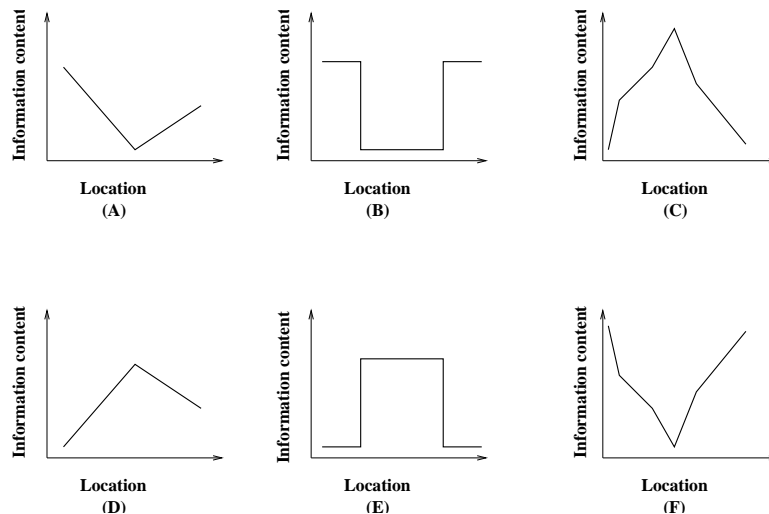 Information content
Information content
Information content
Location
Location
Location
(A)
(B)
(C)
Information content
Information content
Information content
Location
Location
Location
(D)
(E)
(F)